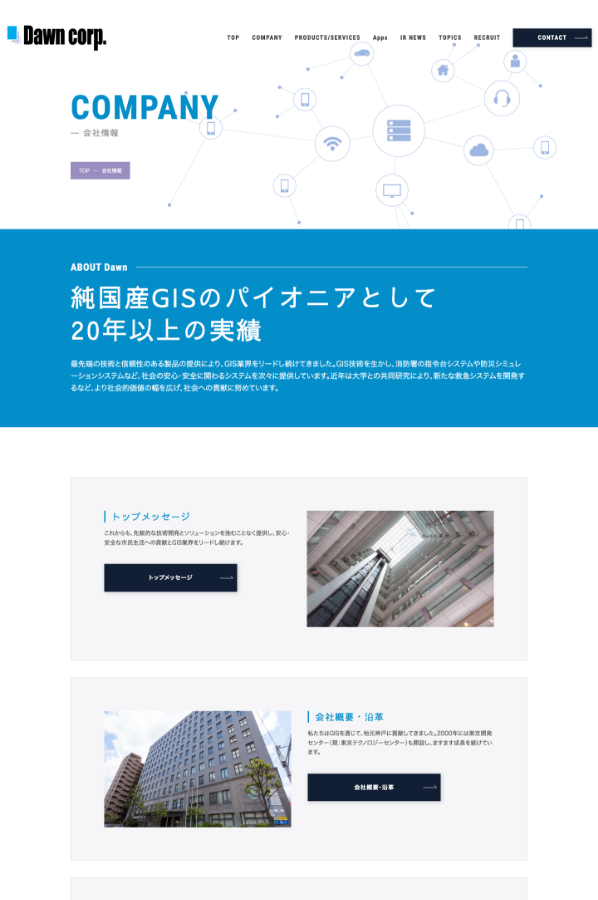 Dawn corp.
TOP COMPANY PRODUCTS/SERVICES Apps IR NEWS TOPICS RECRUIT CONTACT
COMPANY
— 会社情報
TOP － 会社情報
ABOUT Dawn
純国産GISのパイオニアとして
20年以上の実績
最先端の技術と信頼性のある製品の提供により、GIS業界をリードし続けてきました。GIS技術を生かし、消防署の指令台システムや防災シミュレ
ーションシステムなど、社会の安心・安全に関わるシステムを次々に提供しています。近年は大学との共同研究により、新たな救急システムを開発す
るなど、より社会的価値の幅を広げ、社会への貢献に努めています。
トップメッセージ
これからも、先鋭的な技術開発とソリューションを弛むことなく提供し、安心・
安全な市民生活への貢献とGIS業界をリードし続けます。
トップメッセージ
会社概要・沿革
私たちはGISを通じて、地元神戸に貢献してきました。2000年には東京開発
センター（現：東京テクノロジーセンター）も開設し、ますます成長を続けてい
ます。
会社概要・沿革